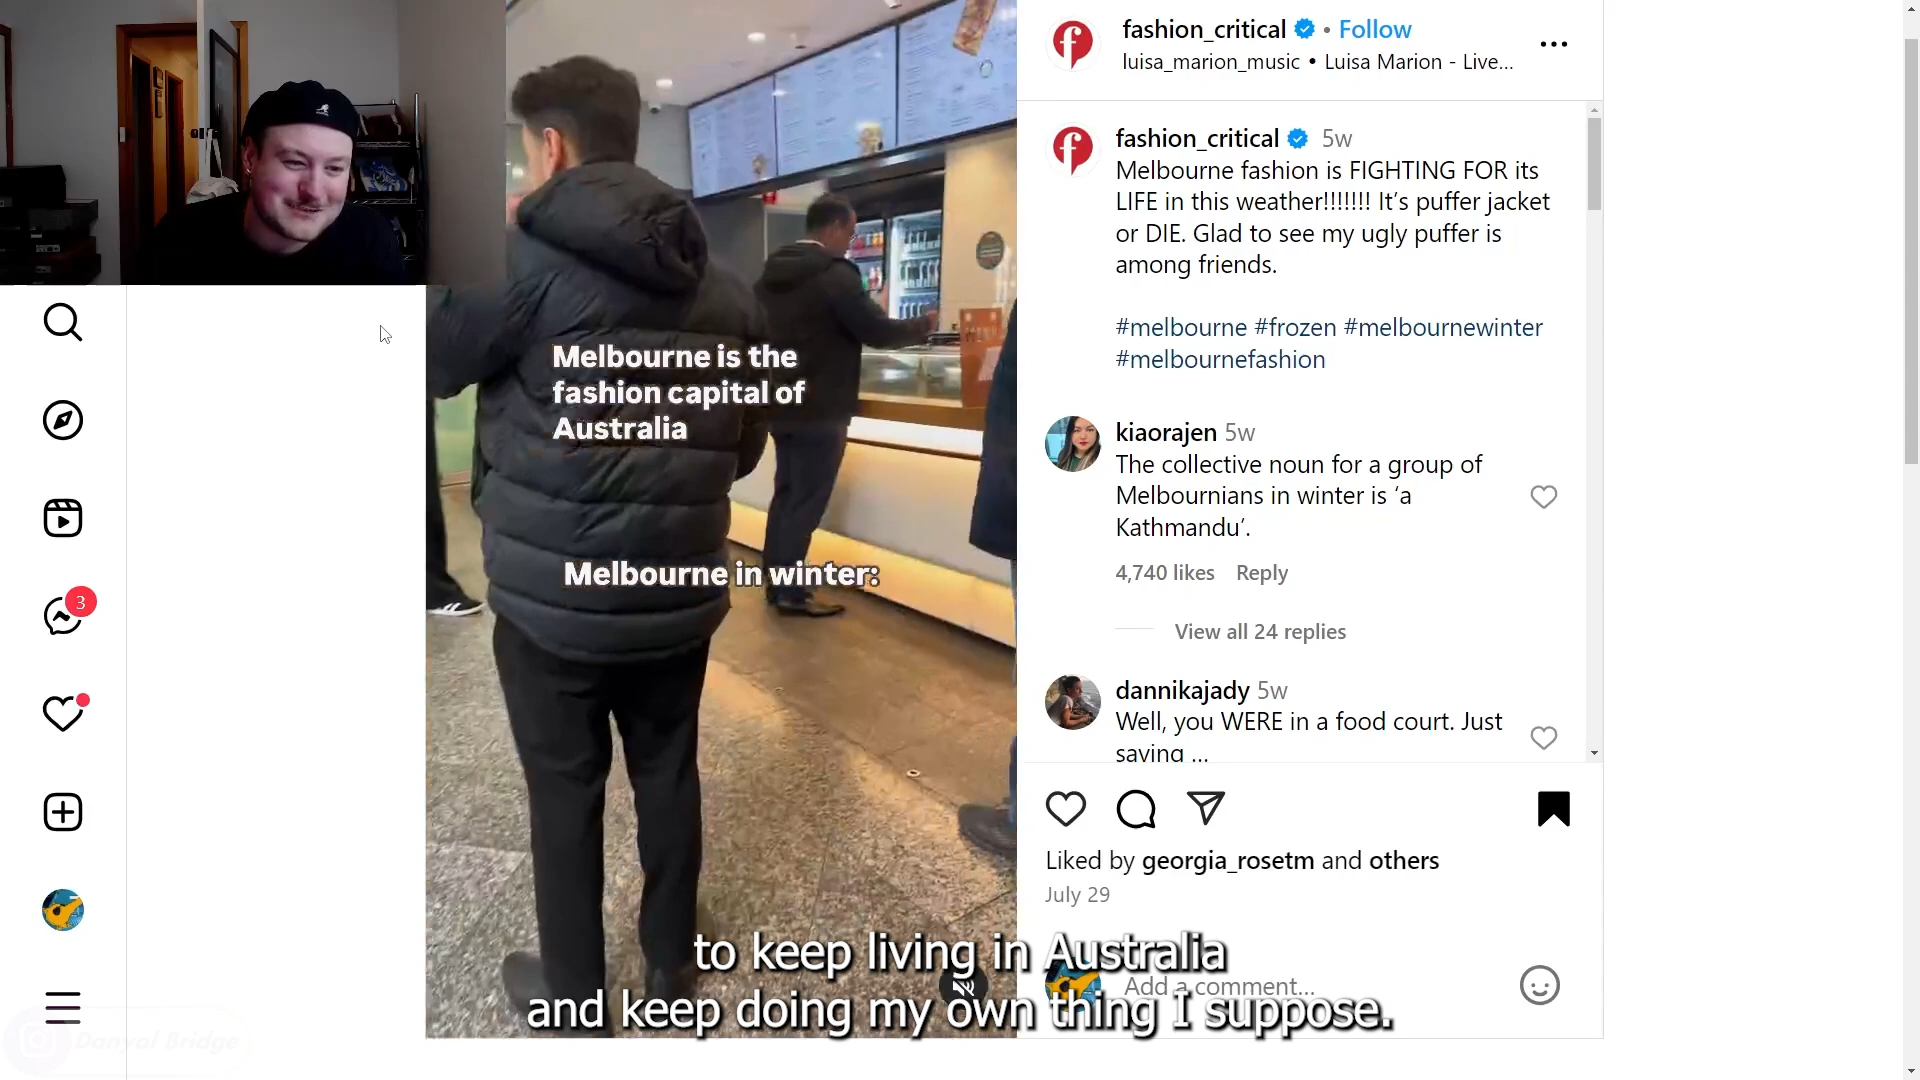 fashion_critical • Follow
luisa_marion_music • Luisa Marion - Live...
fashion_critical 5w
Melbourne fashion is FIGHTING FOR its
LIFE in this weather!!!!!!! It’s puffer jacket
or DIE. Glad to see my ugly puffer is
among friends.
#melbourne #frozen #melbournewinter
#melbournefashion
kiaorajen 5w
The collective noun for a group of
Melbournians in winter is ‘a
Kathmandu’.
4,740 likes Reply
View all 24 replies
dannikajady 5w
Well, you WERE in a food court. Just
saying ...
Liked by georgia_rosetm and others
July 29
Add a comment...
Melbourne is the
fashion capital of
Australia
Melbourne in winter:
3
to keep living in Australia
and keep doing my own thing I suppose.
Danyal Bridge